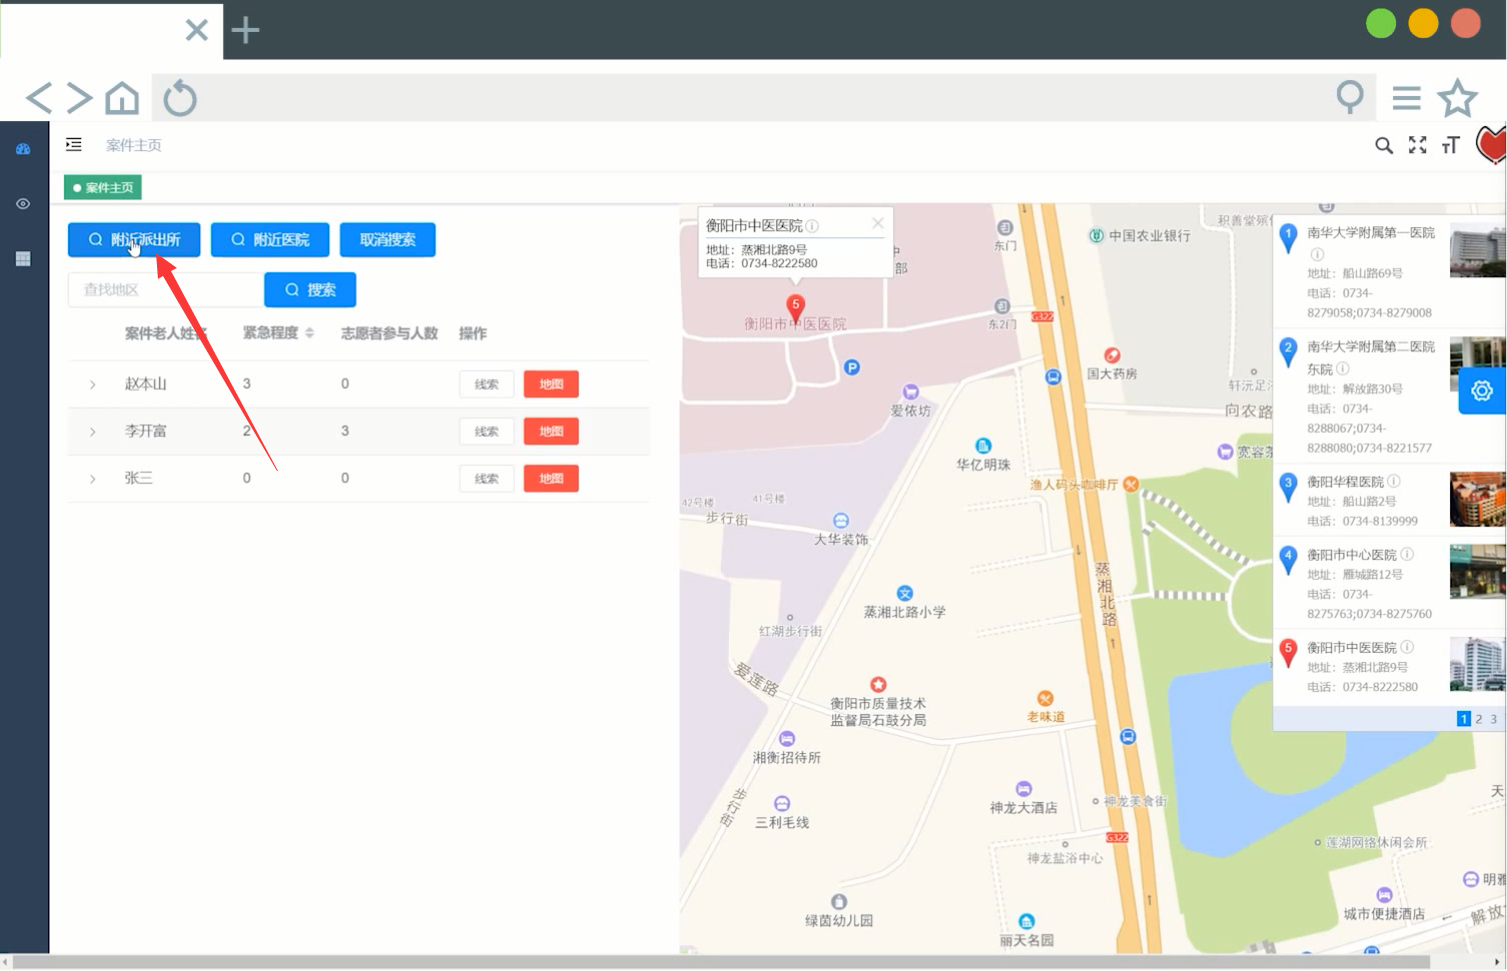 案件主页
案件主页
附近派出所
附近医院
取消搜索
查找地区
搜索
案件老人姓名 紧急程度 志愿者参与人数 操作
赵本山 3 0 线索 地图
李开富 2 3 线索 地图
张三 0 0 线索 地图
衡阳市中医医院
地址：蒸湘北路9号
电话：0734-8222580
5
衡阳市中医医院
部
东门
中国农业银行
东2门
G322
P
国大药房
爱依坊
轩沅足
向农路
华亿明珠
宽容茶
渔人码头咖啡厅
42号楼
41号楼
步行街
大华装饰
蒸湘北路
文
蒸湘北路小学
红湖步行街
爱莲路
衡阳市质量技术
监督局石鼓分局
老味道
湘衡招待所
步行街
三利毛线
神龙大酒店
神龙美食街
G322
神龙盐浴中心
莲湖网络休闲会所
天
明雅
城市便捷酒店
解放
绿茵幼儿园
丽天名园
1
南华大学附属第一医院
地址：船山路69号
电话：0734-
8279058;0734-8279008
2
南华大学附属第二医院
东院
地址：解放路30号
电话：0734-
8288067;0734-
8288080;0734-8221577
3
衡阳华程医院
地址：船山路2号
电话：0734-8139999
4
衡阳市中心医院
地址：雁城路12号
电话：0734-
8275763;0734-8275760
5
衡阳市中医医院
地址：蒸湘北路9号
电话：0734-8222580
1 2 3